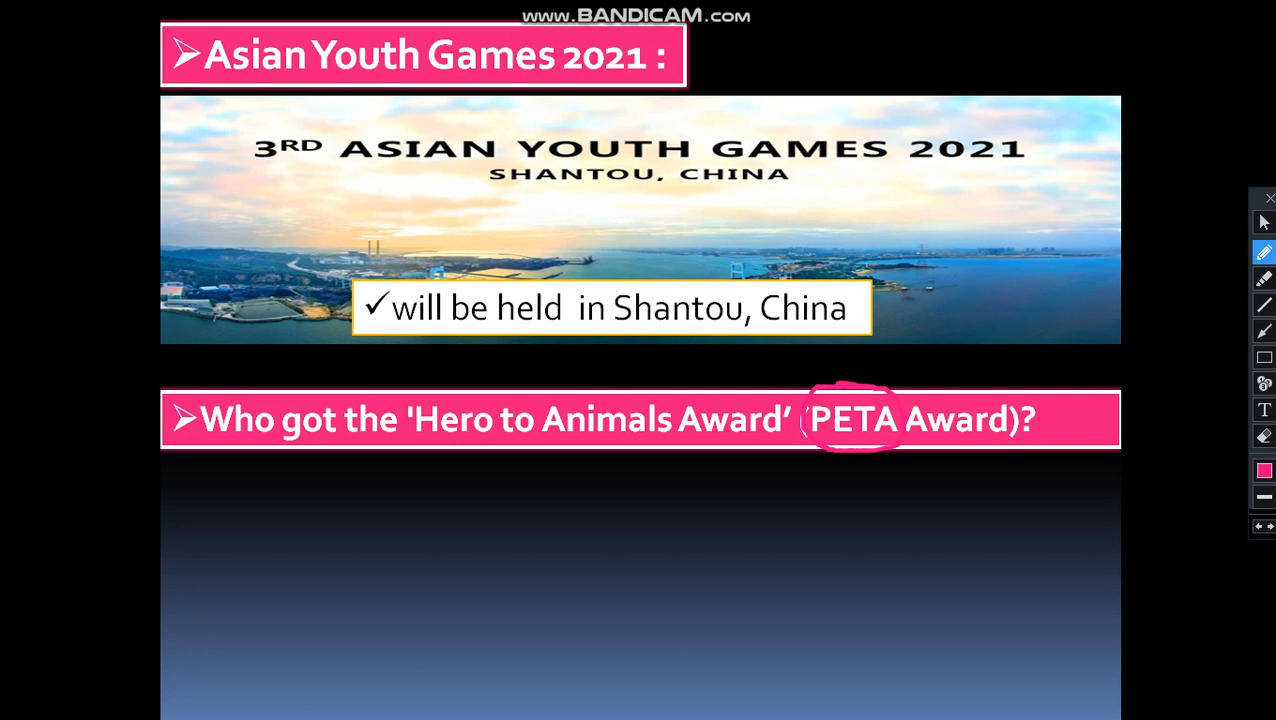 www.BANDICAM.com
➢Asian Youth Games 2021 :
3RD ASIAN YOUTH GAMES 2021
SHANTOU, CHINA
✓will be held in Shantou, China
➢Who got the 'Hero to Animals Award’ (PETA Award)?
T